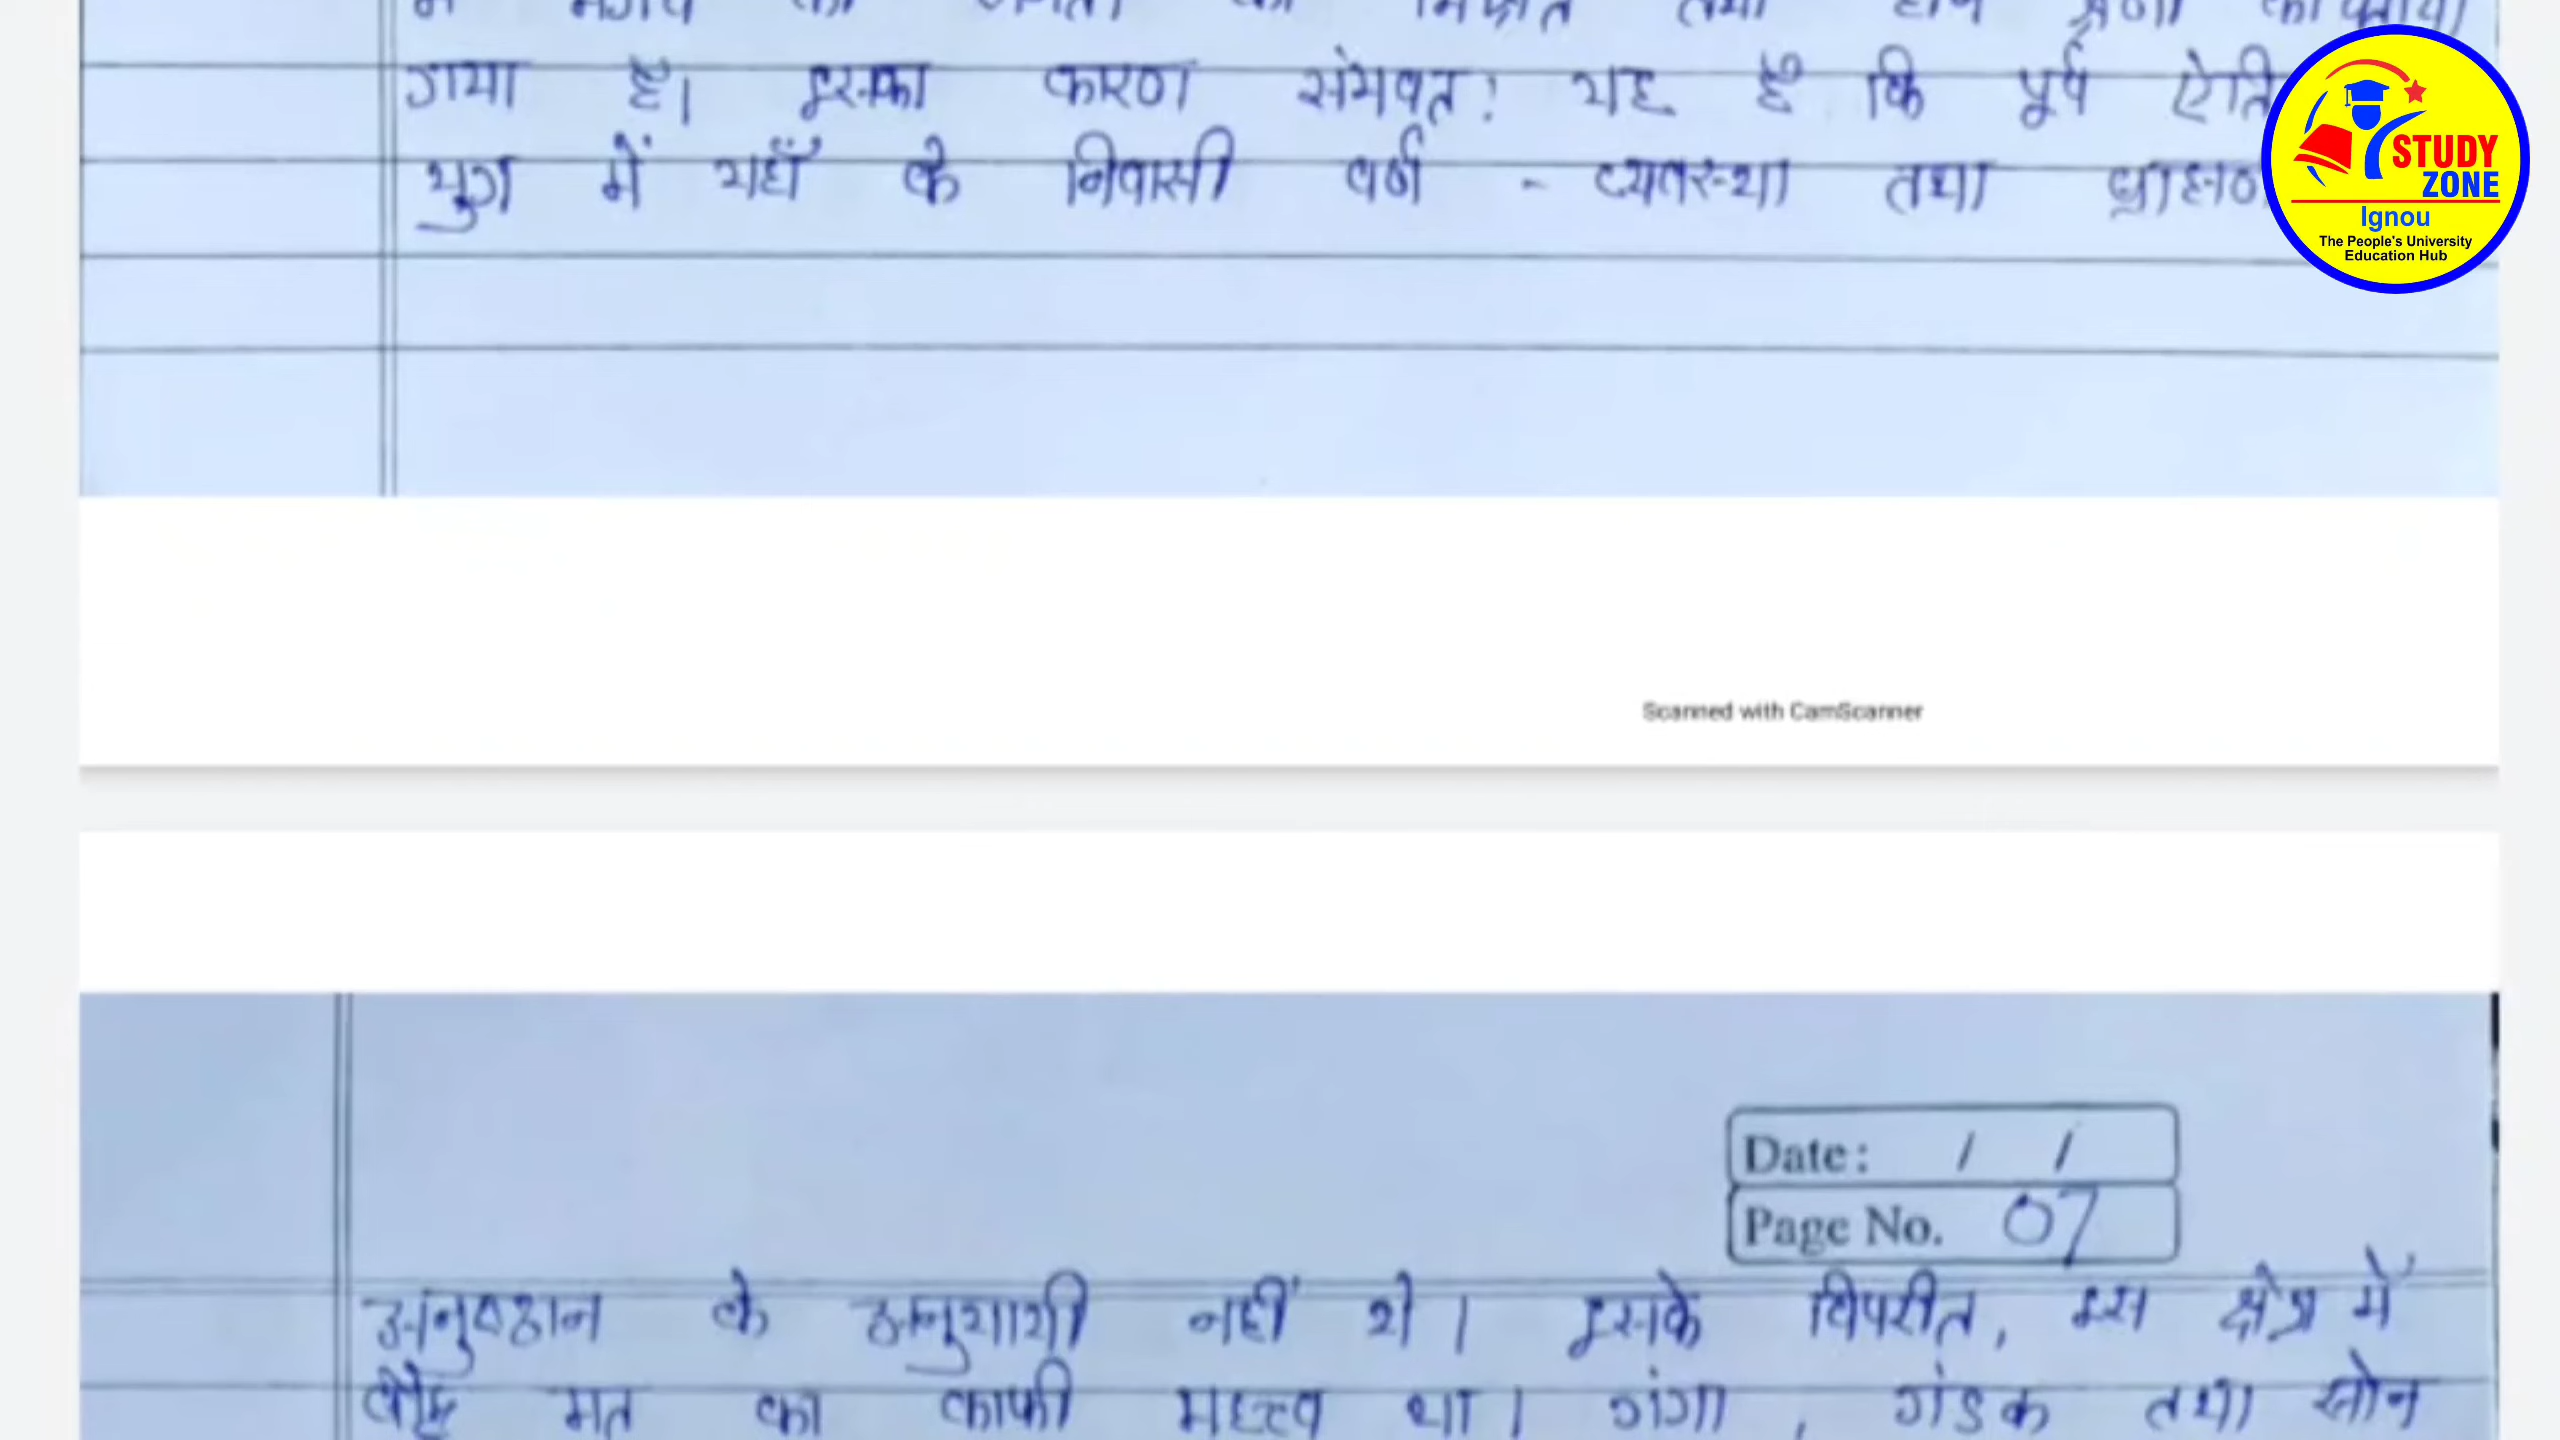 गया है। इसका कारण संभवत: यह है कि पूर्व ऐति
युग में यहाँ के निवासी वर्ण - व्यवस्था तथा ब्राह्मण
STUDY
ZONE
Ignou
The People's University
Education Hub
Scanned with CamScanner
Date: / /
Page No. 07
अनुष्ठान के अनुयायी नहीं थे। इसके विपरीत, इस क्षेत्र में
बौद्ध मत का काफी महत्त्व था। गंगा, गंडक तथा सोन